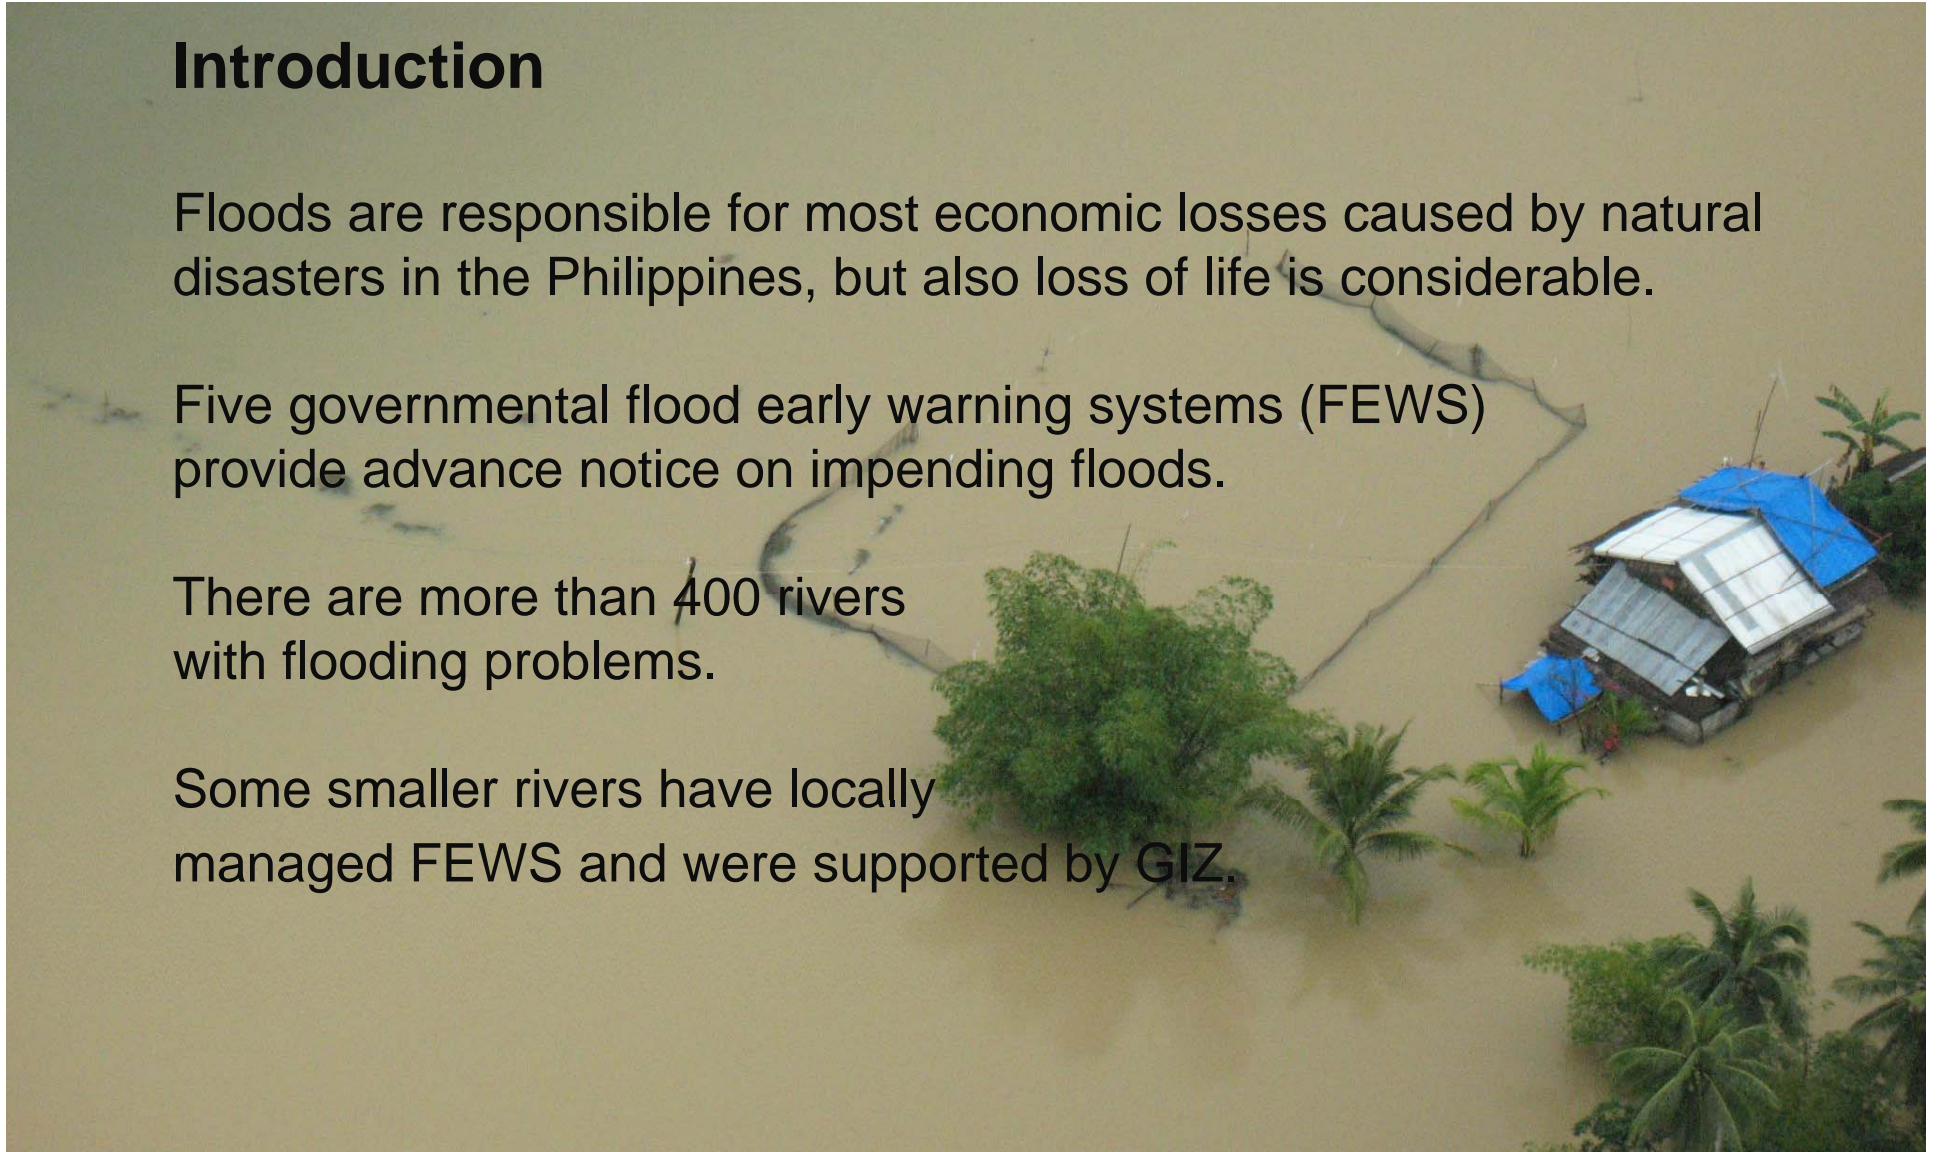 Introduction
Floods are responsible for most economic losses caused by natural
disasters in the Philippines, but also loss of life is considerable.
Five governmental flood early warning systems (FEWS)
provide advance notice on impending floods.
There are more than 400 rivers
with flooding problems.
Some smaller rivers have locally
managed FEWS and were supported by GIZ.